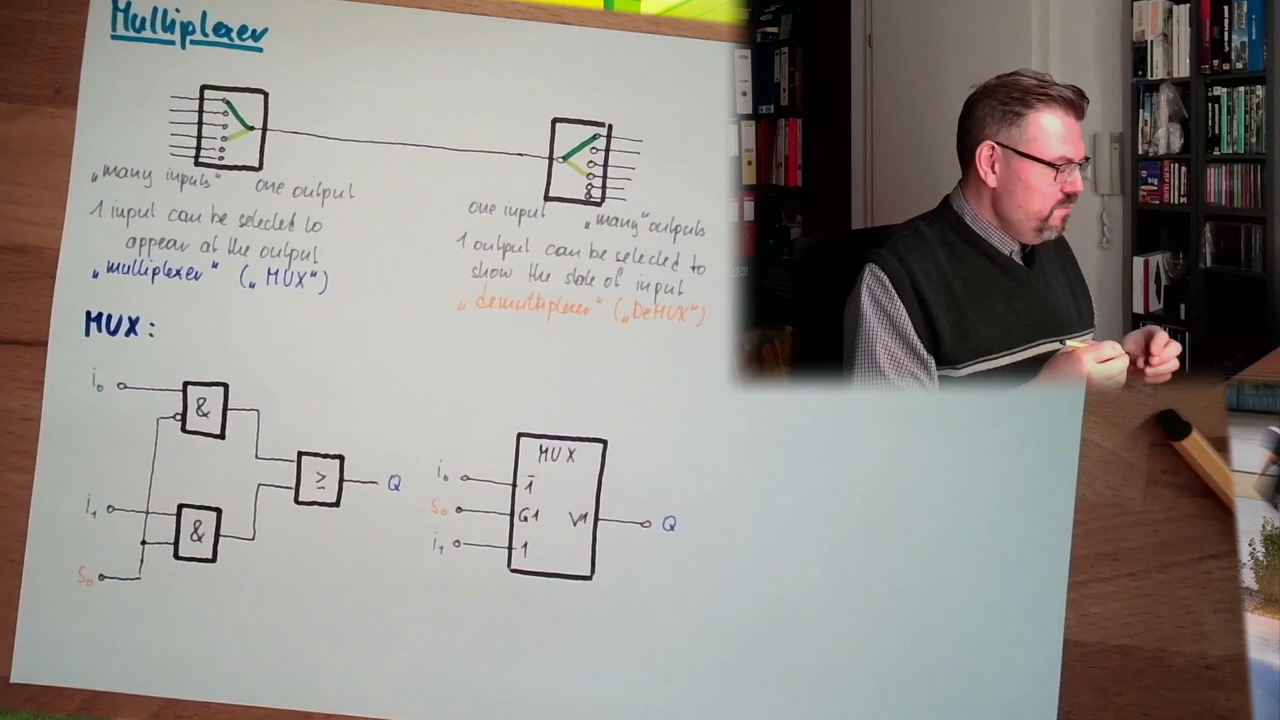 Multiplexer
„many inputs“ one output
1 input can be selected to
appear at the output
„multiplexer“ („MUX“)
one input „many“ outputs
1 output can be selected to
show the state of input
„demultiplexer“ („DeMUX“)
MUX:
i₀
&
≥
Q
i₁
&
S₀
MUX
i₀
1̅
S₀
G1
V1
Q
i₁
1